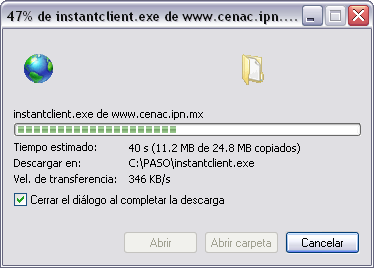 47% de instantclient.exe de www.cenac.ipn....
instantclient.exe de www.cenac.ipn.mx
Tiempo estimado: 40 s (11.2 MB de 24.8 MB copiados)
Descargar en: C:\PASO\instantclient.exe
Vel. de transferencia: 346 KB/s
Cerrar el diálogo al completar la descarga
Abrir Abrir carpeta Cancelar